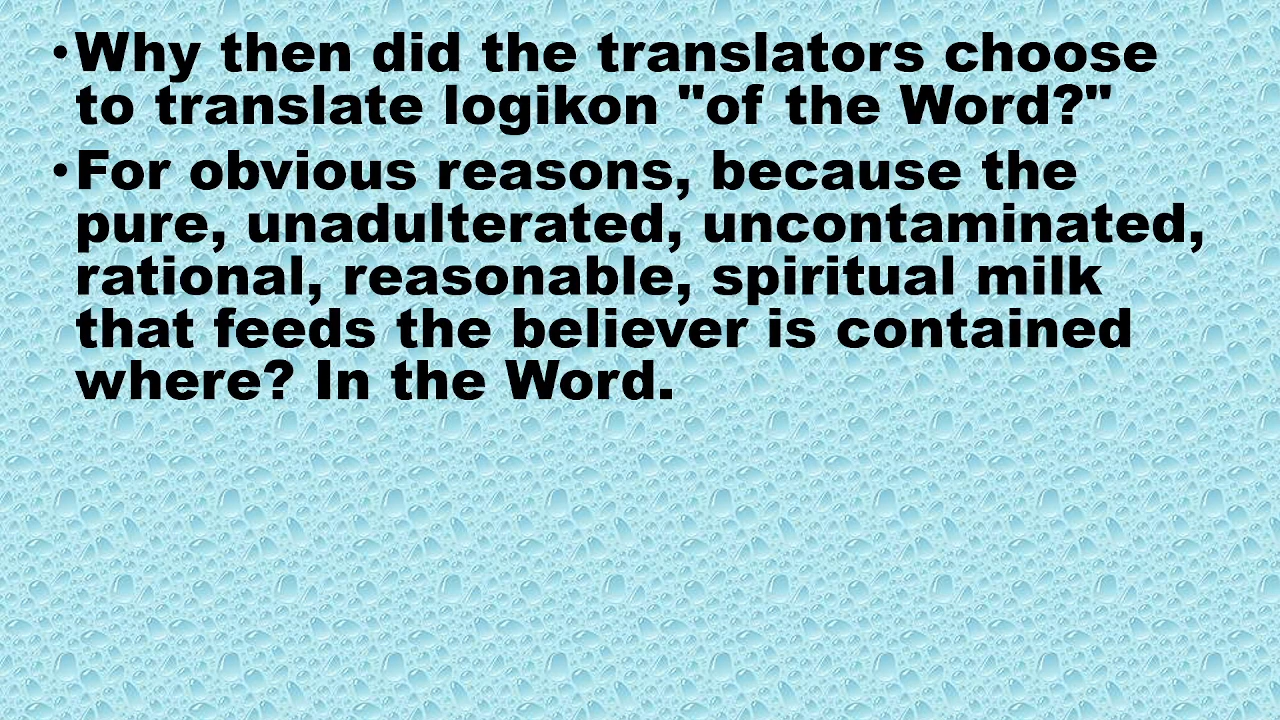 • Why then did the translators choose
to translate logikon "of the Word?"
• For obvious reasons, because the
pure, unadulterated, uncontaminated,
rational, reasonable, spiritual milk
that feeds the believer is contained
where? In the Word.